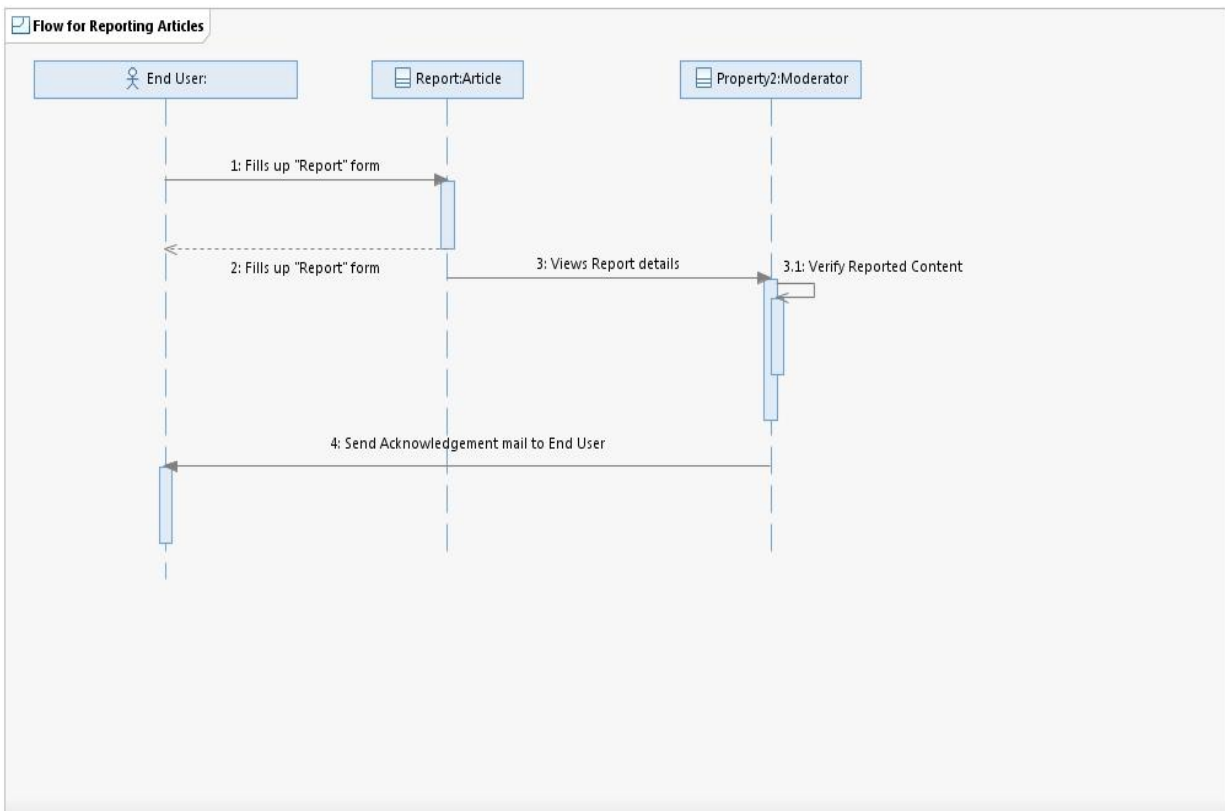 Flow for Reporting Articles
End User:
Report:Article
Property2:Moderator
1: Fills up "Report" form
2: Fills up "Report" form
3: Views Report details
3.1: Verify Reported Content
4: Send Acknowledgement mail to End User